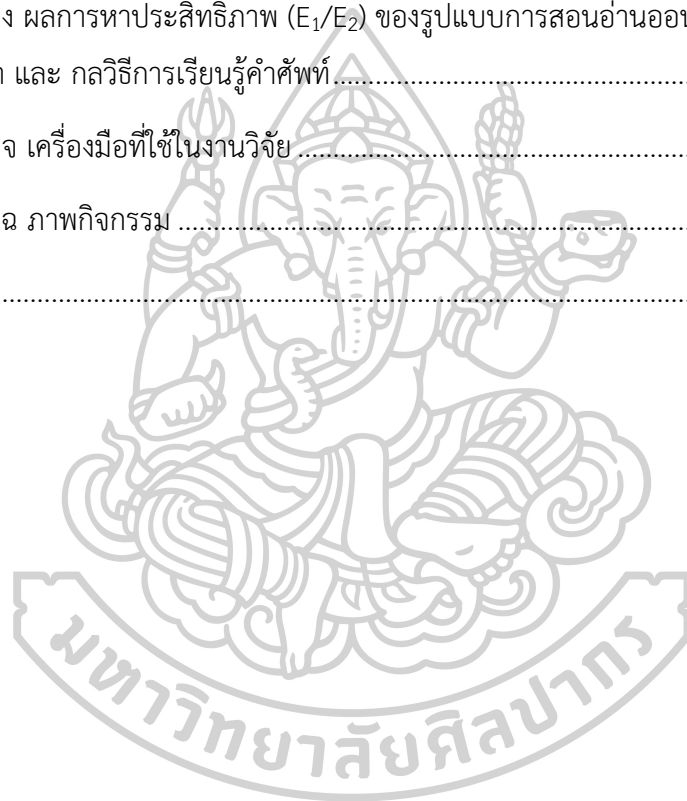 ง ผลการหาประสิทธิภาพ (E₁/E₂) ของรูปแบบการสอนอ่านออก
และ กลวิธีการเรียนรู้คำศัพท์........................................................
จ เครื่องมือที่ใช้ในงานวิจัย........................................................
ฉ ภาพกิจกรรม........................................................................
มหาวิทยาลัยศิลปากร